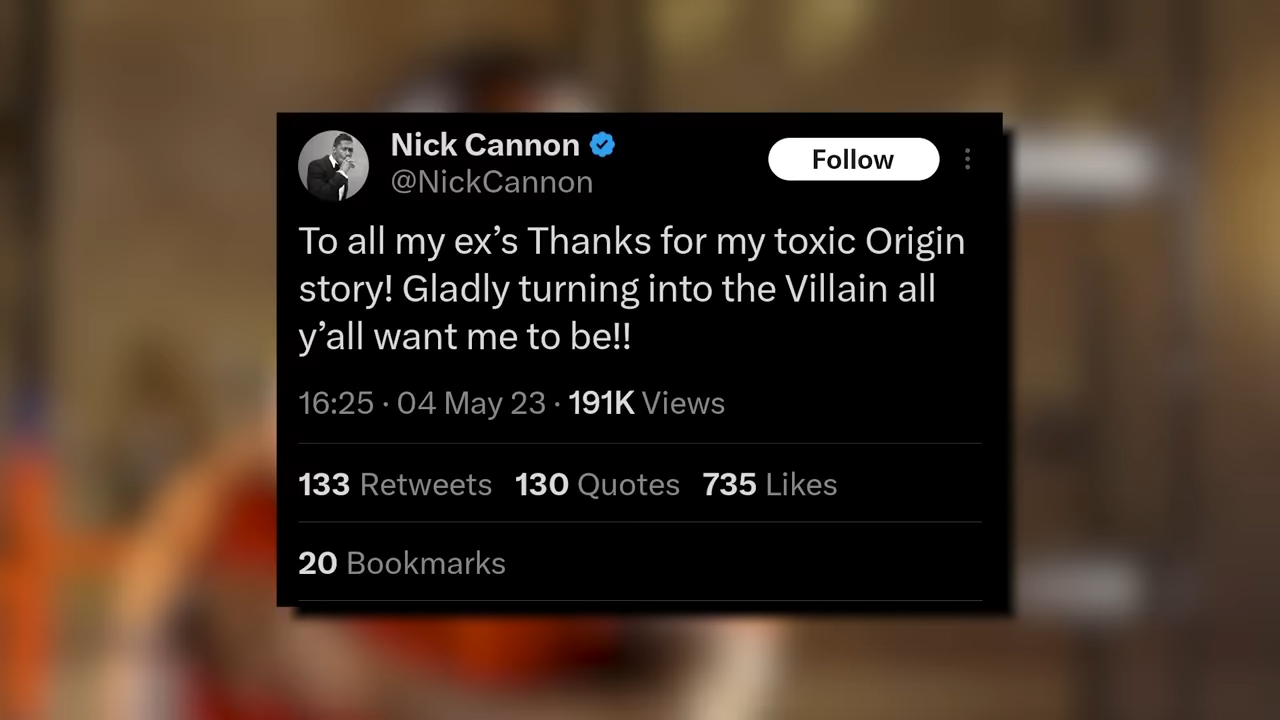 Nick Cannon
@NickCannon
Follow
To all my ex’s Thanks for my toxic Origin
story! Gladly turning into the Villain all
y’all want me to be!!
16:25 · 04 May 23 · 191K Views
133 Retweets 130 Quotes 735 Likes
20 Bookmarks